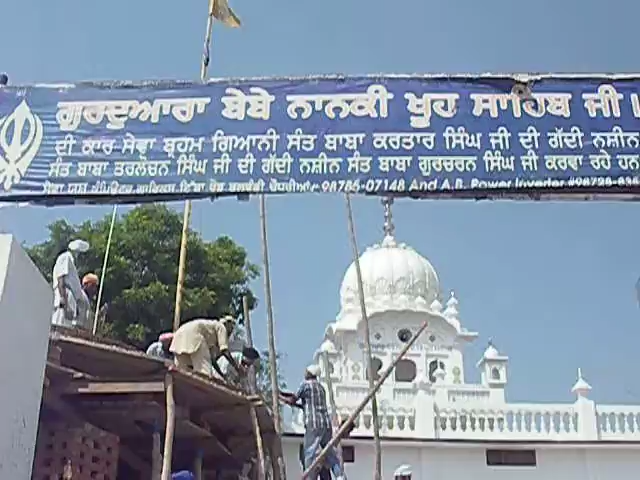 ਗੁਰਦੁਆਰਾ ਬੇਬੇ ਨਾਨਕੀ ਖੂਹ ਸਾਹਿਬ ਜੀ
ਦੀ ਕਾਰ ਸੇਵਾ ਬ੍ਰਹਮ ਗਿਆਨੀ ਸੰਤ ਬਾਬਾ ਕਰਤਾਰ ਸਿੰਘ ਜੀ ਦੀ ਗੱਦੀ ਨਸ਼ੀਨ
ਸੰਤ ਬਾਬਾ ਤਰਲੋਚਨ ਸਿੰਘ ਜੀ ਦੀ ਗੱਦੀ ਨਸ਼ੀਨ ਸੰਤ ਬਾਬਾ ਗੁਰਚਰਨ ਸਿੰਘ ਜੀ ਕਰਵਾ ਰਹੇ ਹਨ
ਸੇਵਾ 98786-07148 And A.B. Power Inverter